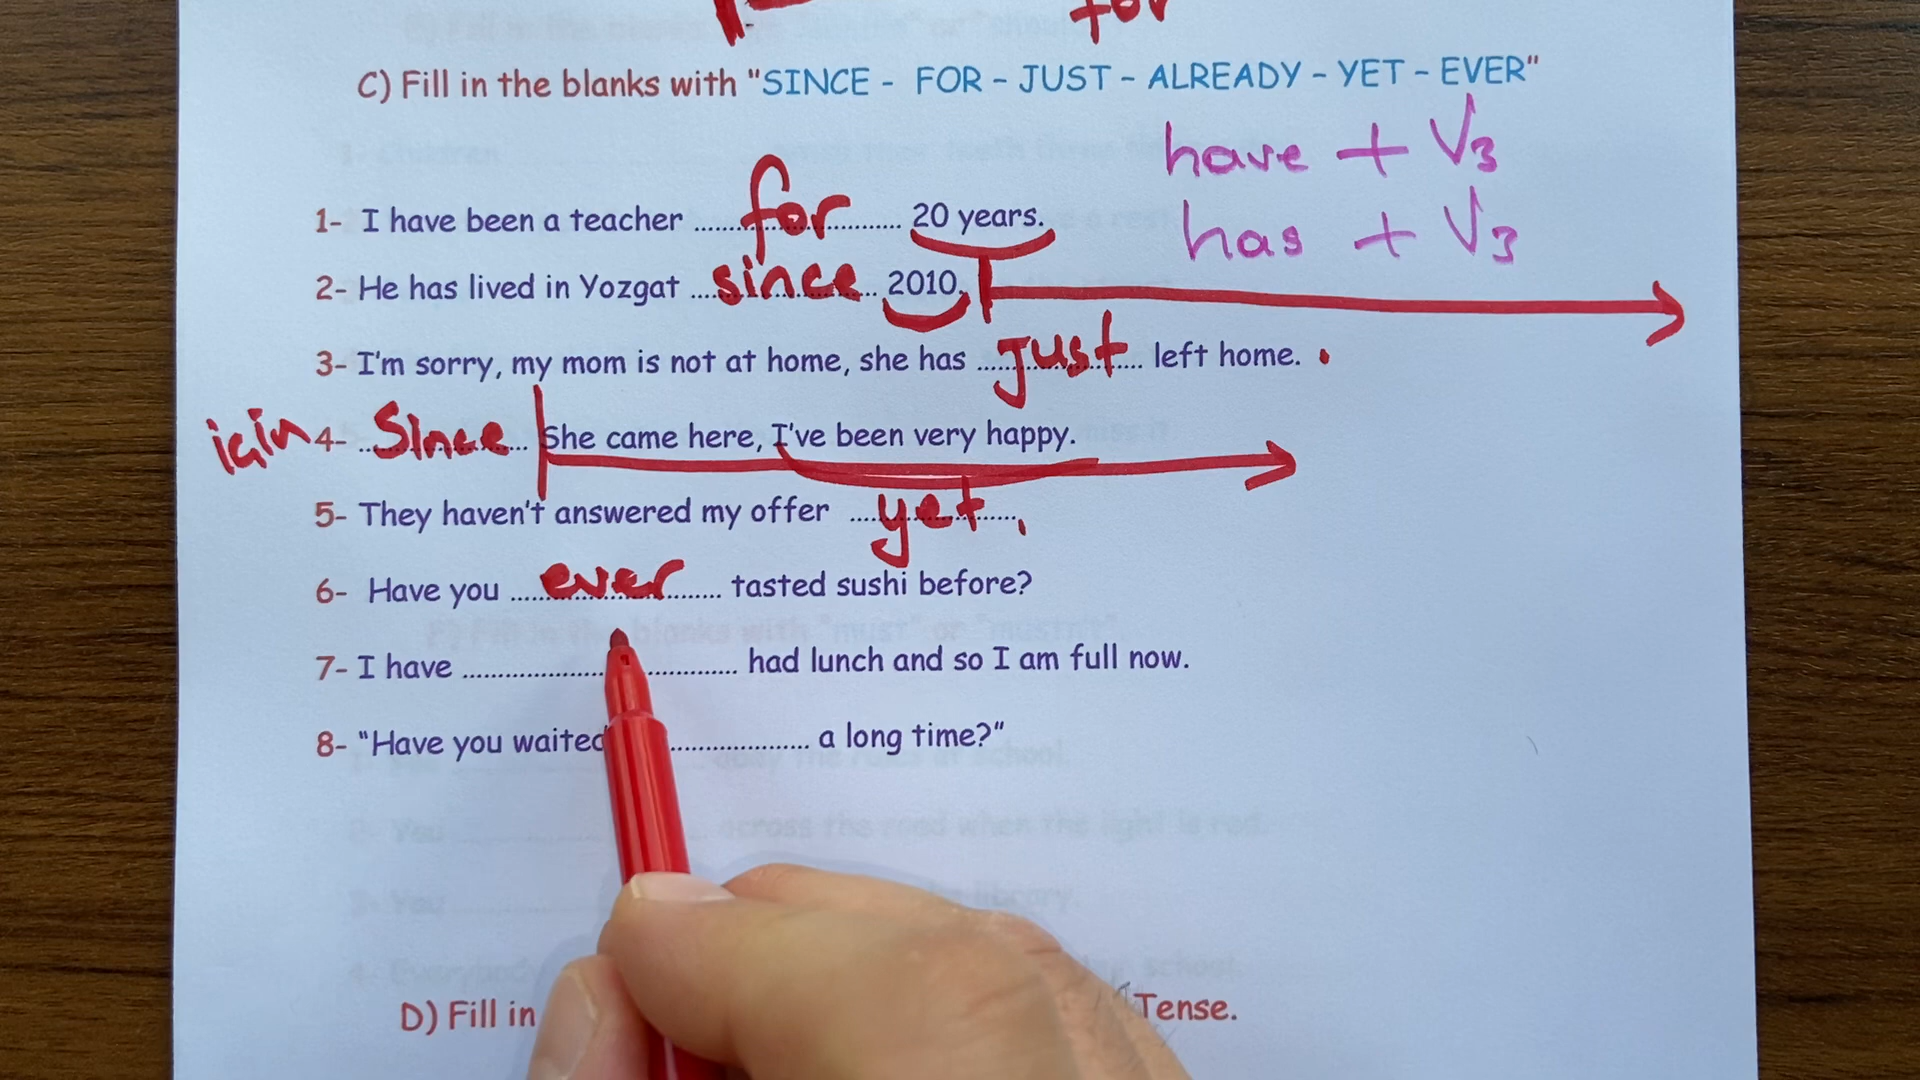 for
C) Fill in the blanks with "SINCE - FOR - JUST - ALREADY - YET - EVER"
have + V3
has + V3
1- I have been a teacher ........for........ 20 years.
2- He has lived in Yozgat ....since.... 2010.
3- I'm sorry, my mom is not at home, she has ...Just... left home.
için 4- ...Since... She came here, I've been very happy.
5- They haven't answered my offer ....yet....
6- Have you .....ever..... tasted sushi before?
7- I have .................................. had lunch and so I am full now.
8- "Have you waited .................... a long time?"
D) Fill in
Tense.